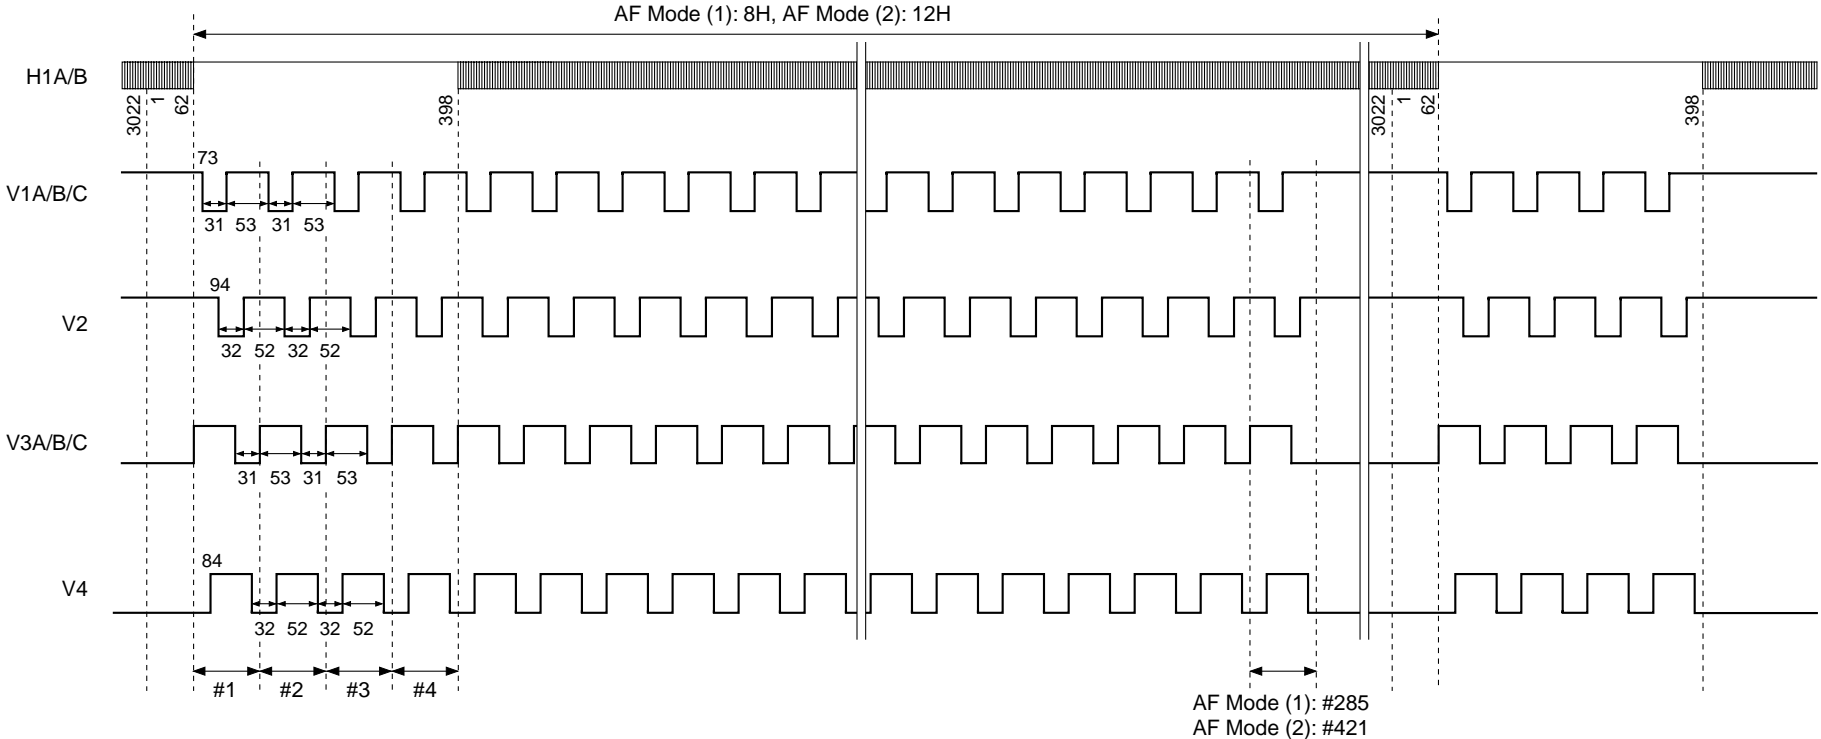 AF Mode (1): 8H, AF Mode (2): 12H
H1A/B
3022
1
62
398
3022
1
62
398
73
V1A/B/C
31 53 31 53
94
V2
32 52 32 52
V3A/B/C
31 53 31 53
84
V4
32 52 32 52
#1 #2 #3 #4
AF Mode (1): #285
AF Mode (2): #421